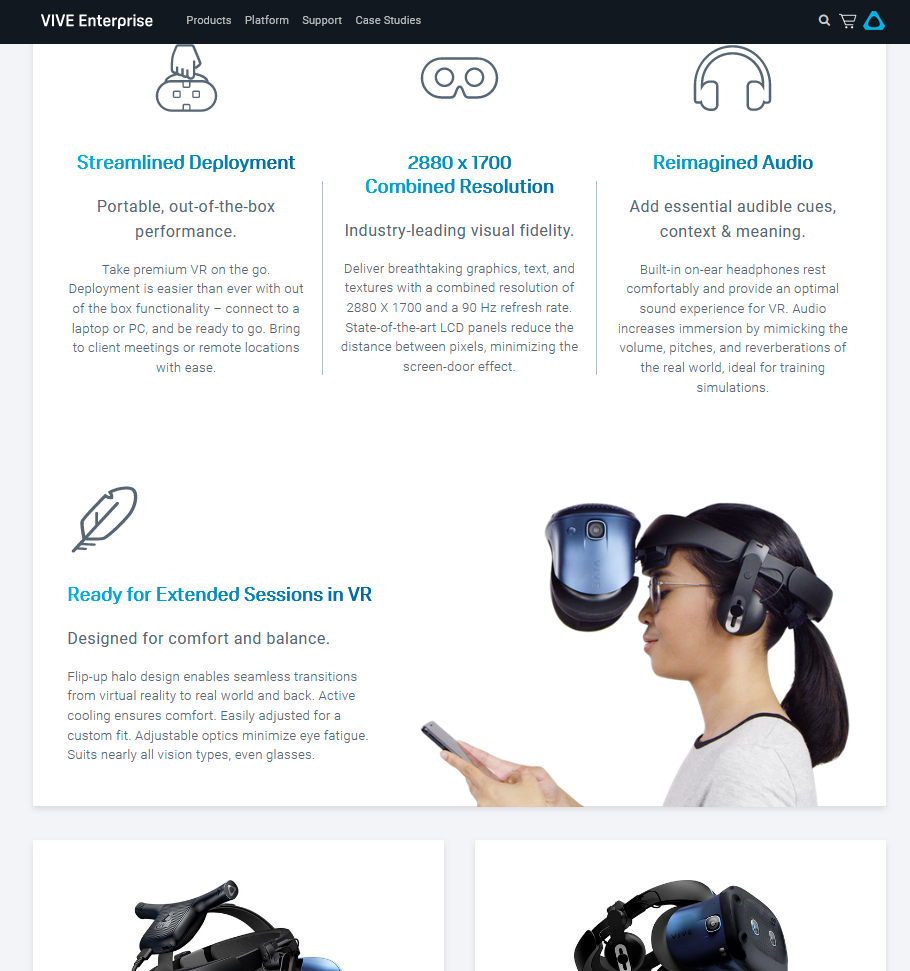 VIVE Enterprise
Products Platform Support Case Studies
Streamlined Deployment
Portable, out-of-the-box
performance.
Take premium VR on the go.
Deployment is easier than ever with out
of the box functionality – connect to a
laptop or PC, and be ready to go. Bring
to client meetings or remote locations
with ease.
2880 x 1700
Combined Resolution
Industry-leading visual fidelity.
Deliver breathtaking graphics, text, and
textures with a combined resolution of
2880 X 1700 and a 90 Hz refresh rate.
State-of-the-art LCD panels reduce the
distance between pixels, minimizing the
screen-door effect.
Reimagined Audio
Add essential audible cues,
context & meaning.
Built-in on-ear headphones rest
comfortably and provide an optimal
sound experience for VR. Audio
increases immersion by mimicking the
volume, pitches, and reverberations of
the real world, ideal for training
simulations.
Ready for Extended Sessions in VR
Designed for comfort and balance.
Flip-up halo design enables seamless transitions
from virtual reality to real world and back. Active
cooling ensures comfort. Easily adjusted for a
custom fit. Adjustable optics minimize eye fatigue.
Suits nearly all vision types, even glasses.
VIVE
VIVE